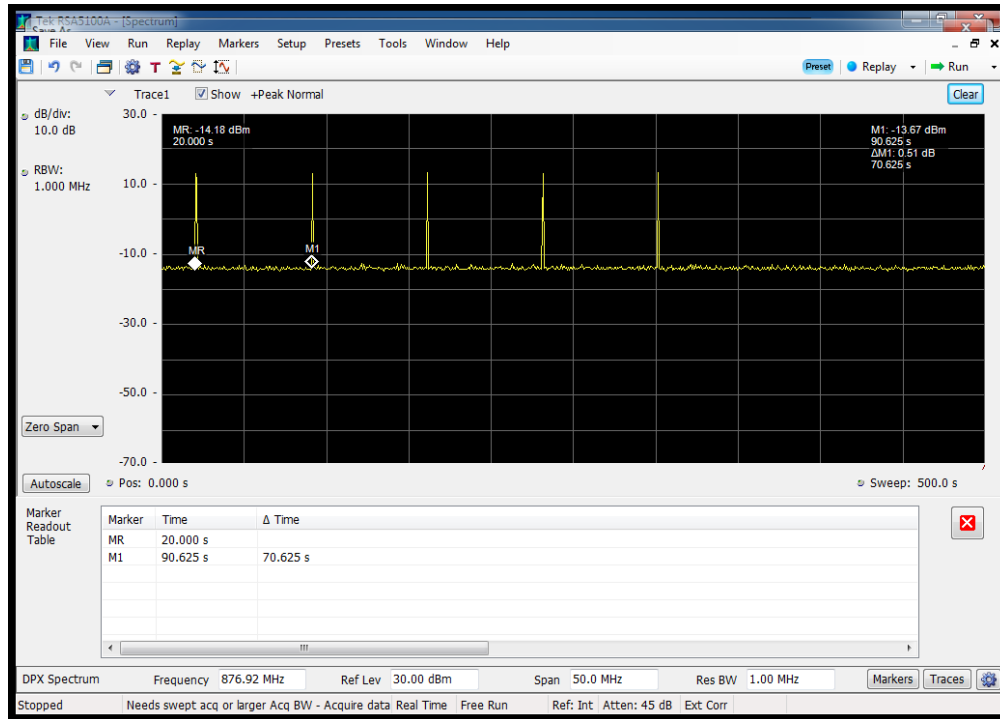 Tek RSA5100A - [Spectrum]
Save As
File View Run Replay Markers Setup Presets Tools Window Help
T Preset Replay Run
Trace1 Show +Peak Normal Clear
dB/div:
10.0 dB
RBW:
1.000 MHz
30.0
10.0
-10.0
-30.0
-50.0
-70.0
MR: -14.18 dBm
20.000 s
M1: -13.67 dBm
90.625 s
ΔM1: 0.51 dB
70.625 s
MR
M1
Zero Span
Autoscale Pos: 0.000 s Sweep: 500.0 s
Marker
Readout
Table
Marker Time Δ Time
MR 20.000 s
M1 90.625 s 70.625 s
DPX Spectrum Frequency 876.92 MHz Ref Lev 30.00 dBm Span 50.0 MHz Res BW 1.00 MHz Markers Traces
Stopped Needs swept acq or larger Acq BW - Acquire data Real Time Free Run Ref: Int Atten: 45 dB Ext Corr